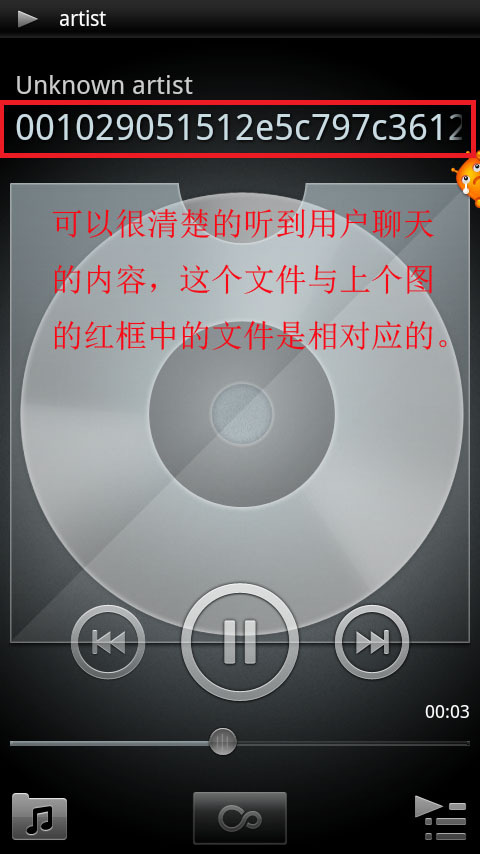 artist
Unknown artist
001029051512e5c797c3612
可以很清楚的听到用户聊天
的内容，这个文件与上个图
的红框中的文件是相对应的。
00:03